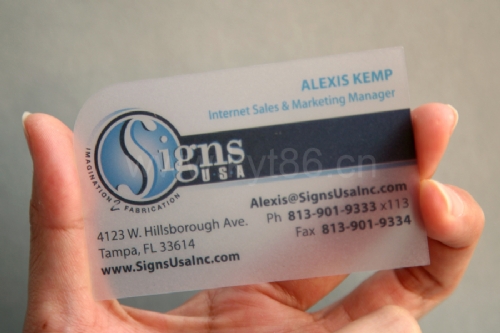 ALEXIS KEMP
Internet Sales & Marketing Manager
Signs
USA
IMAGINATION 2 FABRICATION
Alexis@SignsUsaInc.com
Ph 813-901-9333 x113
Fax 813-901-9334
4123 W. Hillsborough Ave.
Tampa, FL 33614
www.SignsUsaInc.com